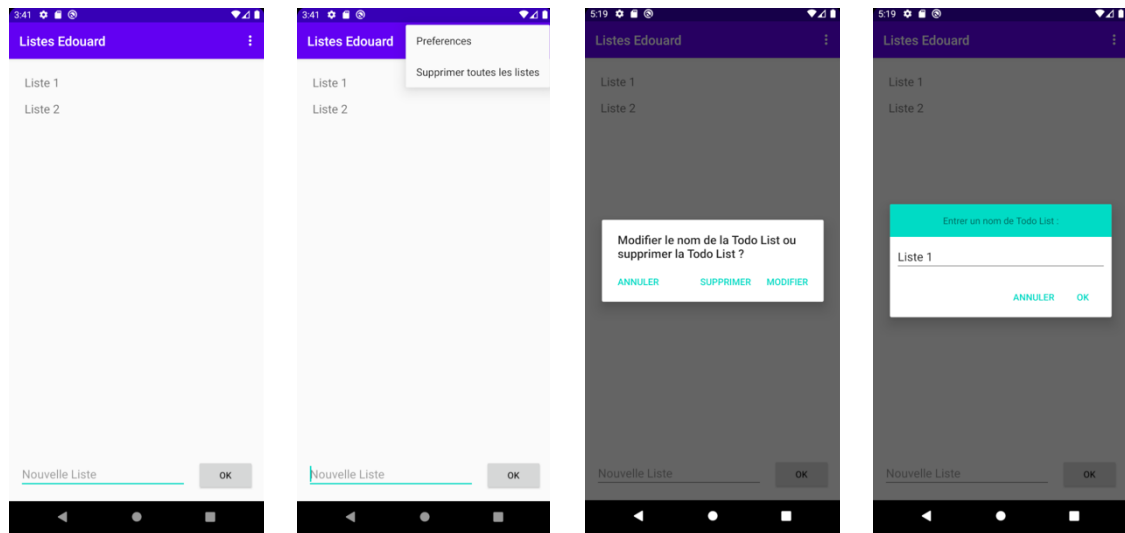 3:41
Listes Edouard
Liste 1
Liste 2
Nouvelle Liste
OK
3:41
Listes Edouard
Preferences
Supprimer toutes les listes
Liste 1
Liste 2
Nouvelle Liste
OK
5:19
Listes Edouard
Liste 1
Liste 2
Modifier le nom de la Todo List ou
supprimer la Todo List ?
ANNULER SUPPRIMER MODIFIER
Nouvelle Liste
OK
5:19
Listes Edouard
Liste 1
Liste 2
Entrer un nom de Todo List :
Liste 1
ANNULER OK
Nouvelle Liste
OK